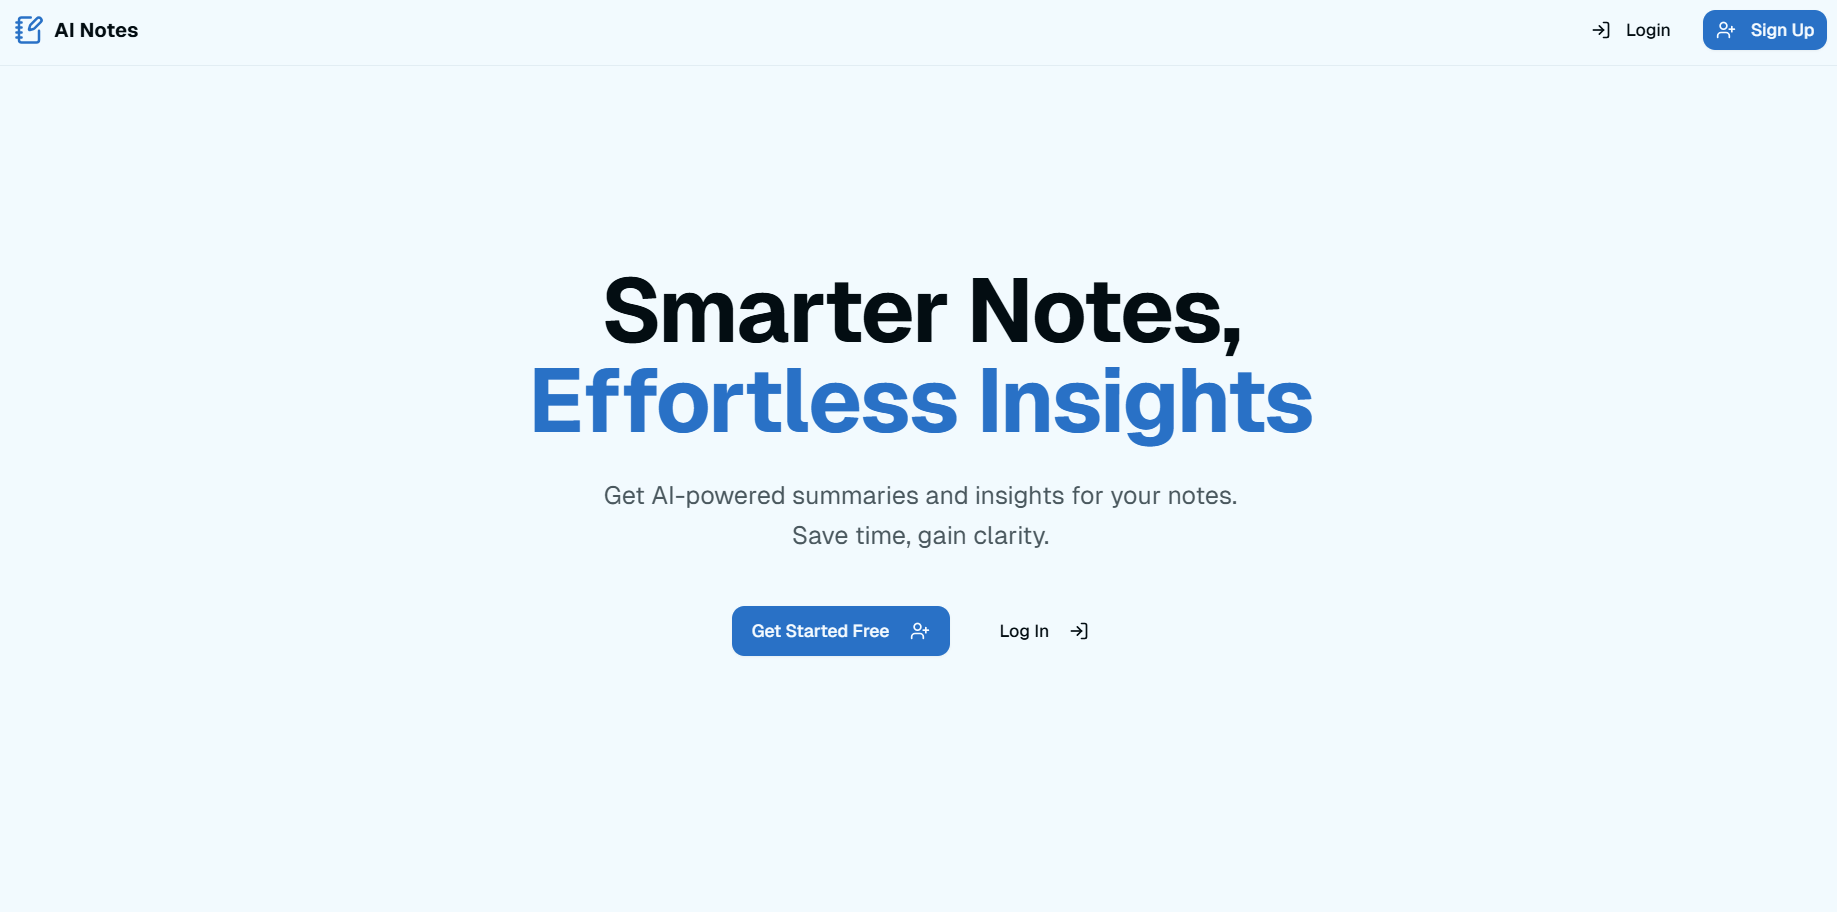 AI Notes
Login
Sign Up
Smarter Notes,
Effortless Insights
Get AI-powered summaries and insights for your notes.
Save time, gain clarity.
Get Started Free
Log In